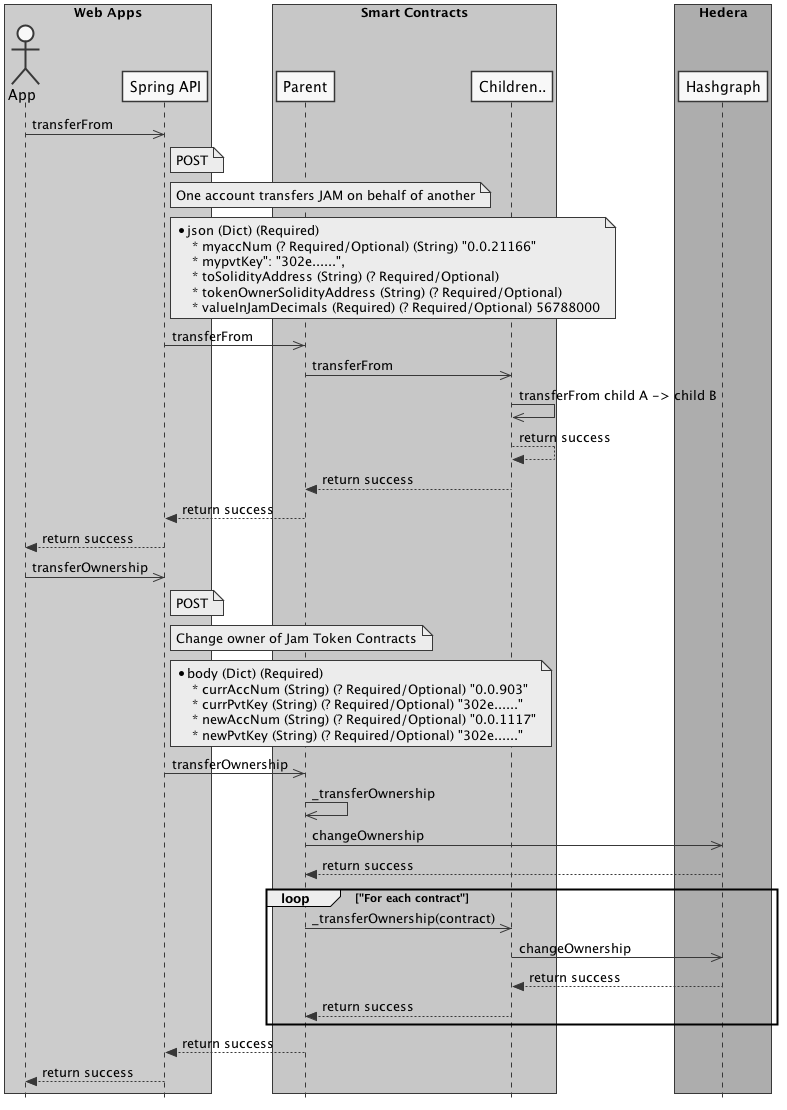 Web Apps
Smart Contracts
Hedera
App
Spring API
Parent
Children..
Hashgraph
transferFrom
POST
One account transfers JAM on behalf of another
•json (Dict) (Required)
* myaccNum (? Required/Optional) (String) "0.0.21166"
* mypvtKey": "302e......",
* toSolidityAddress (String) (? Required/Optional)
* tokenOwnerSolidityAddress (String) (? Required/Optional)
* valueInJamDecimals (Required) (? Required/Optional) 56788000
transferFrom
transferFrom
transferFrom child A -> child B
return success
return success
return success
return success
transferOwnership
POST
Change owner of Jam Token Contracts
•body (Dict) (Required)
* currAccNum (String) (? Required/Optional) "0.0.903"
* currPvtKey (String) (? Required/Optional) "302e......"
* newAccNum (String) (? Required/Optional) "0.0.1117"
* newPvtKey (String) (? Required/Optional) "302e......"
transferOwnership
_transferOwnership
changeOwnership
return success
loop ["For each contract"]
_transferOwnership(contract)
changeOwnership
return success
return success
return success
return success